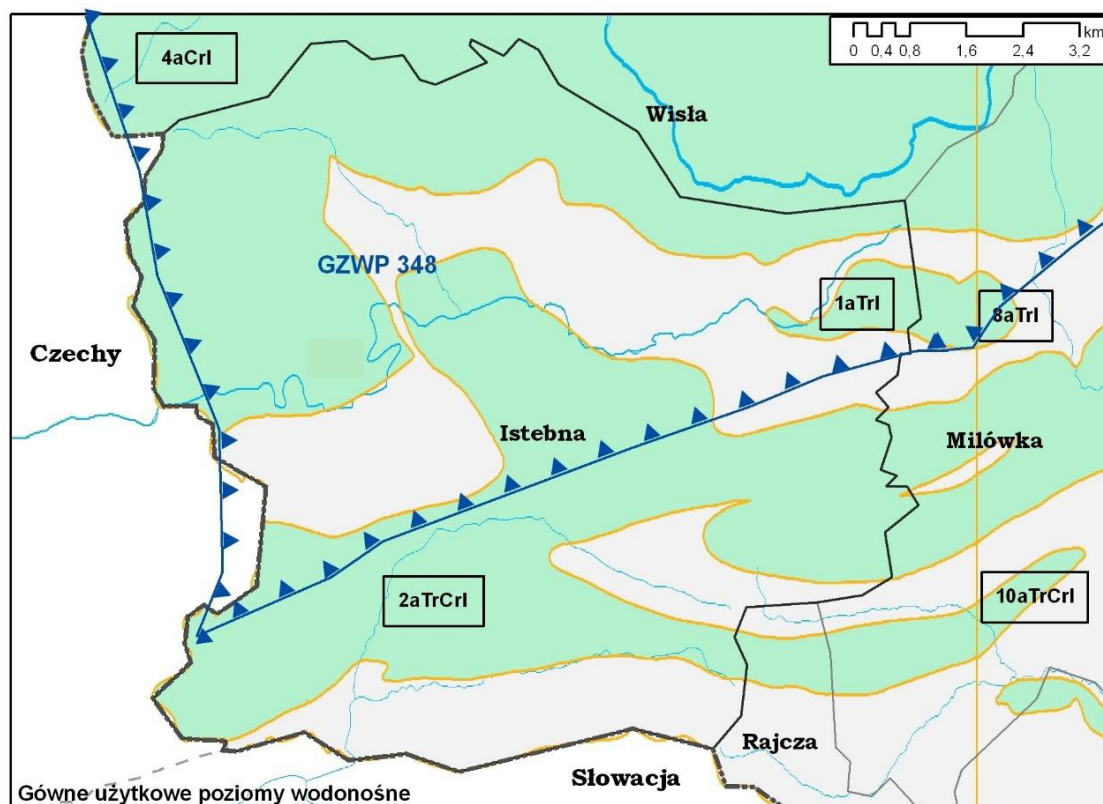 4aCrI
km
0 0,4 0,8 1,6 2,4 3,2
Wisła
GZWP 348
1aTrI
8aTrI
Czechy
Istebna
Milówka
2aTrCrI
10aTrCrI
Rajcza
Słowacja
Gówne użytkowe poziomy wodonośne